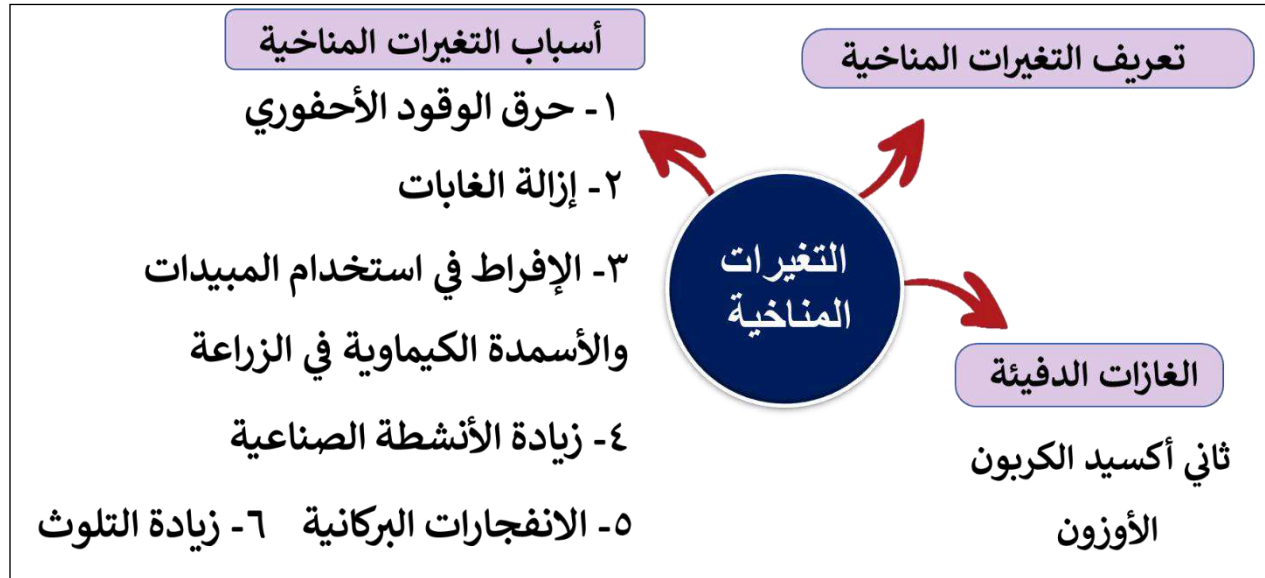 تعريف التغيرات المناخية
أسباب التغيرات المناخية
١- حرق الوقود الأحفوري
٢- إزالة الغابات
٣- الإفراط في استخدام المبيدات
والأسمدة الكيماوية في الزراعة
٤- زيادة الأنشطة الصناعية
٥- الانفجارات البركانية ٦- زيادة التلوث
التغيرات
المناخية
الغازات الدفيئة
ثاني أكسيد الكربون
الأوزون